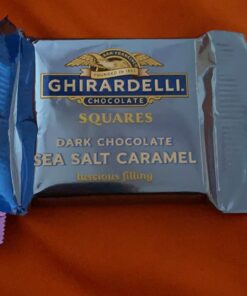 GHIRARDELLI
CHOCOLATE
SQUARES
DARK CHOCOLATE
SEA SALT CARAMEL
luscious filling